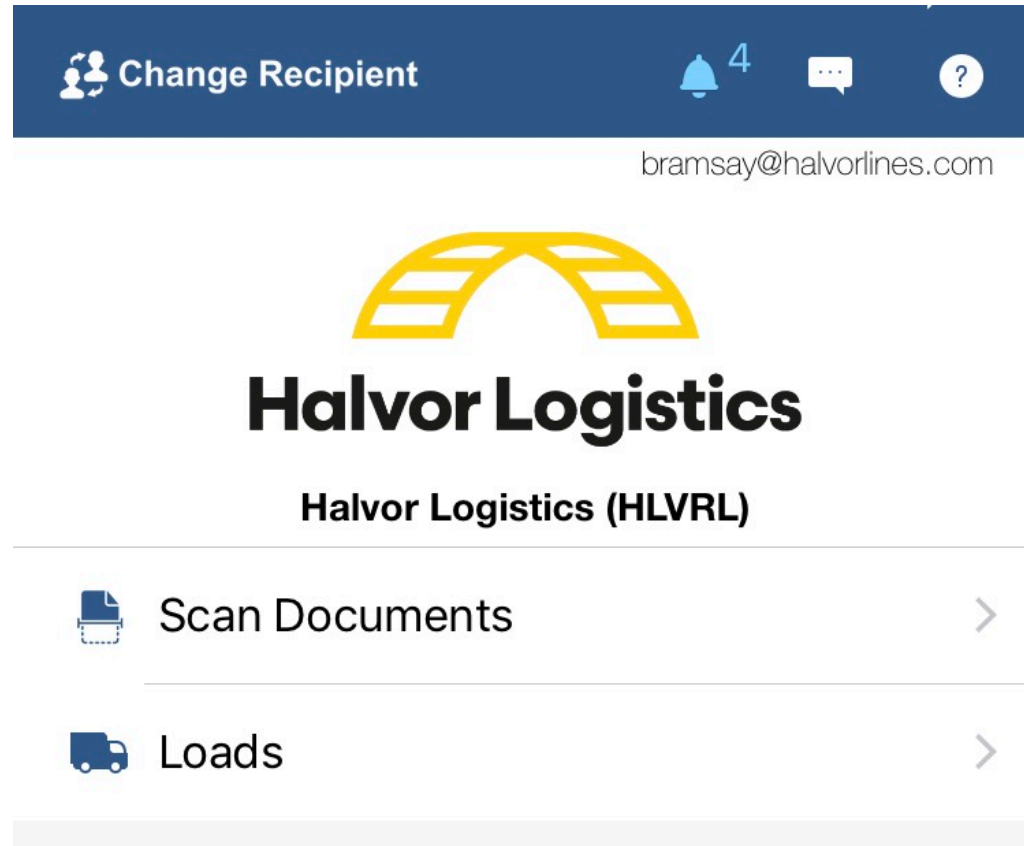 Change Recipient 4 ?
bramsay@halvorlines.com
Halvor Logistics
Halvor Logistics (HLVRL)
Scan Documents
Loads